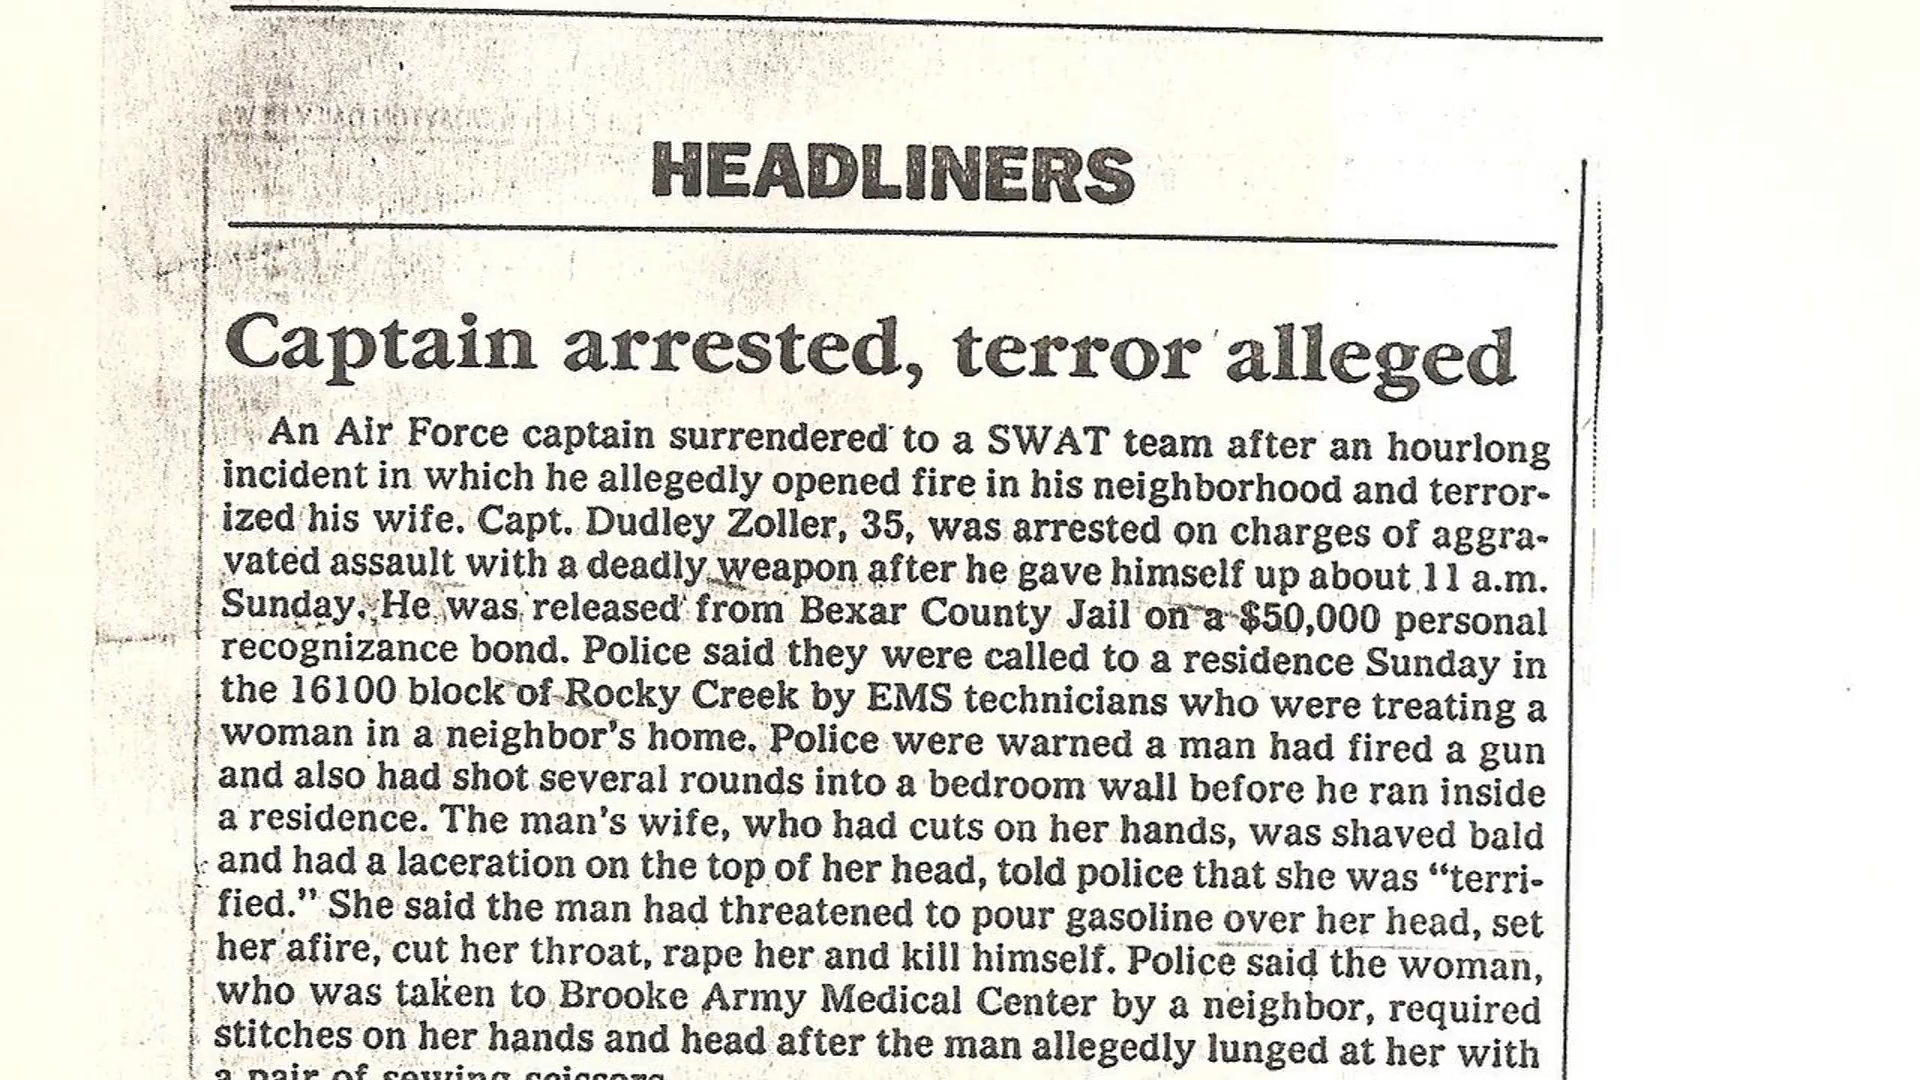 HEADLINERS
Captain arrested, terror alleged
An Air Force captain surrendered to a SWAT team after an hourlong
incident in which he allegedly opened fire in his neighborhood and terror-
ized his wife. Capt. Dudley Zoller, 35, was arrested on charges of aggra-
vated assault with a deadly weapon after he gave himself up about 11 a.m.
Sunday. He was released from Bexar County Jail on a $50,000 personal
recognizance bond. Police said they were called to a residence Sunday in
the 16100 block of Rocky Creek by EMS technicians who were treating a
woman in a neighbor's home. Police were warned a man had fired a gun
and also had shot several rounds into a bedroom wall before he ran inside
a residence. The man's wife, who had cuts on her hands, was shaved bald
and had a laceration on the top of her head, told police that she was “terri-
fied.” She said the man had threatened to pour gasoline over her head, set
her afire, cut her throat, rape her and kill himself. Police said the woman,
who was taken to Brooke Army Medical Center by a neighbor, required
stitches on her hands and head after the man allegedly lunged at her with
a pair of sewing scissors.